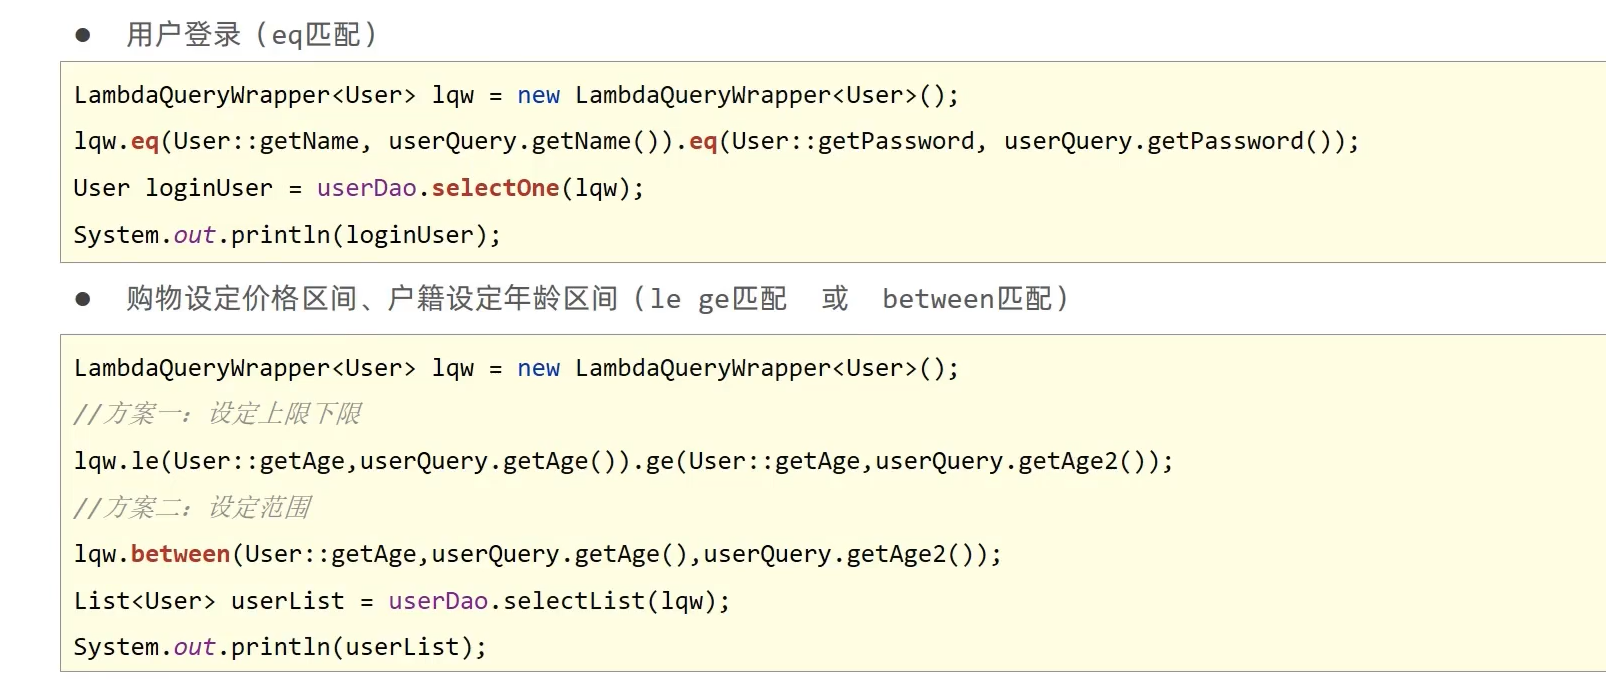 ● 用户登录（eq匹配）
LambdaQueryWrapper<User> lqw = new LambdaQueryWrapper<User>();
lqw.eq(User::getName, userQuery.getName()).eq(User::getPassword, userQuery.getPassword());
User loginUser = userDao.selectOne(lqw);
System.out.println(loginUser);
● 购物设定价格区间、户籍设定年龄区间（le ge匹配 或 between匹配）
LambdaQueryWrapper<User> lqw = new LambdaQueryWrapper<User>();
//方案一：设定上限下限
lqw.le(User::getAge,userQuery.getAge()).ge(User::getAge,userQuery.getAge2());
//方案二：设定范围
lqw.between(User::getAge,userQuery.getAge(),userQuery.getAge2());
List<User> userList = userDao.selectList(lqw);
System.out.println(userList);